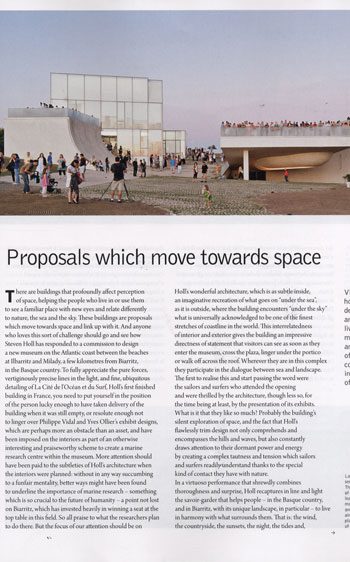 Proposals which move towards space
There are buildings that profoundly affect perception
of space, helping the people who live in or use them
to see a familiar place with new eyes and relate differently
to nature, the sea and the sky. These buildings are proposals
which move towards space and link up with it. And anyone
who loves this sort of challenge should go and see how
Steven Holl has responded to a commission to design
a new museum on the Atlantic coast between the beaches
at Ilbarritz and Milady, a few kilometres from Biarritz,
in the Basque country. To fully appreciate the pure forces,
vertiginously precise lines in the light, and fine, ubiquitous
detailing of La Cité de l'Océan et du Surf, Holl's first finished
building in France, you need to put yourself in the position
of the person lucky enough to have taken delivery of the
building when it was still empty, or resolute enough not
to linger over Philippe Vidal and Yves Ollier's exhibit designs,
which are perhaps more an obstacle than an asset, and have
been imposed on the interiors as part of an otherwise
interesting and praiseworthy scheme to create a marine
research centre within the museum. More attention should
have been paid to the subtleties of Holl's architecture when
the interiors were planned: without in any way succumbing
to a funfair mentality, better ways might have been found
to underline the importance of marine research – something
which is so crucial to the future of humanity – a point not lost
on Biarritz, which has invested heavily in winning a seat at the
top table in this field. So all praise to what the researchers plan
to do there. But the focus of our attention should be on
Holl's wonderful architecture, which is as subtle inside,
an imaginative recreation of what goes on "under the sea",
as it is outside, where the building encounters "under the sky"
what is universally acknowledged to be one of the finest
stretches of coastline in the world. This interrelatedness
of interior and exterior gives the building an impressive
directness of statement that visitors can see as soon as they
enter the museum, cross the plaza, linger under the portico
or walk off across the roof. Wherever they are in this complex
they participate in the dialogue between sea and landscape.
The first to realise this and start passing the word were
the sailors and surfers who attended the opening
and were thrilled by the architecture, though less so, for
the time being at least, by the presentation of its exhibits.
What is it that they like so much? Probably the building's
silent exploration of space, and the fact that Holl's
flawlessly trim design not only comprehends and
encompasses the hills and waves, but also constantly
draws attention to their dormant power and energy
by creating a complex tautness and tension which sailors
and surfers readily understand thanks to the special
kind of contact they have with nature.
In a virtuoso performance that shrewdly combines
thoroughness and surprise, Holl recaptures in line and light
the savoir-garder that helps people – in the Basque country,
and in Biarritz, with its unique landscape, in particular – to live
in harmony with what surrounds them. That is: the wind,
the countryside, the sunsets, the night, the tides and,